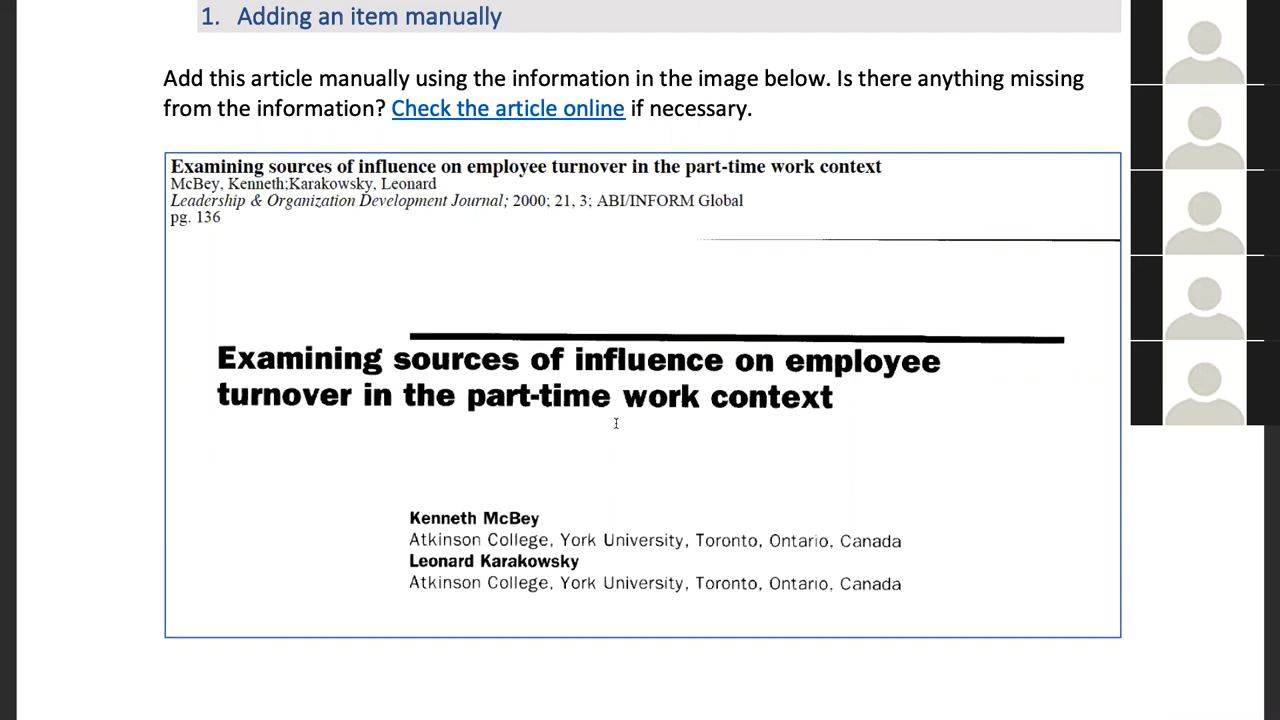 1. Adding an item manually
Add this article manually using the information in the image below. Is there anything missing
from the information? Check the article online if necessary.
Examining sources of influence on employee turnover in the part-time work context
McBey, Kenneth;Karakowsky, Leonard
Leadership & Organization Development Journal; 2000; 21, 3; ABI/INFORM Global
pg. 136
Examining sources of influence on employee
turnover in the part-time work context
Kenneth McBey
Atkinson College, York University, Toronto, Ontario, Canada
Leonard Karakowsky
Atkinson College, York University, Toronto, Ontario, Canada